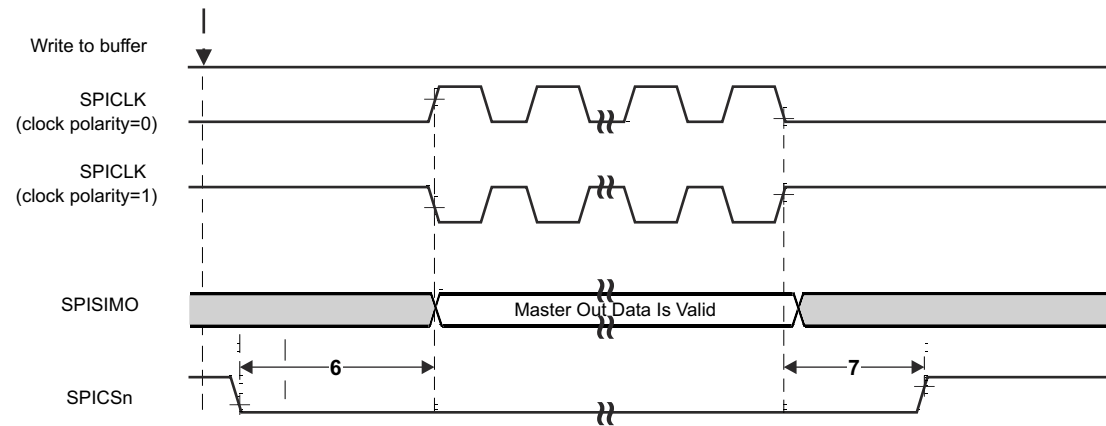 Write to buffer
SPICLK
(clock polarity=0)
SPICLK
(clock polarity=1)
SPISIMO
Master Out Data Is Valid
6
7
SPICSn